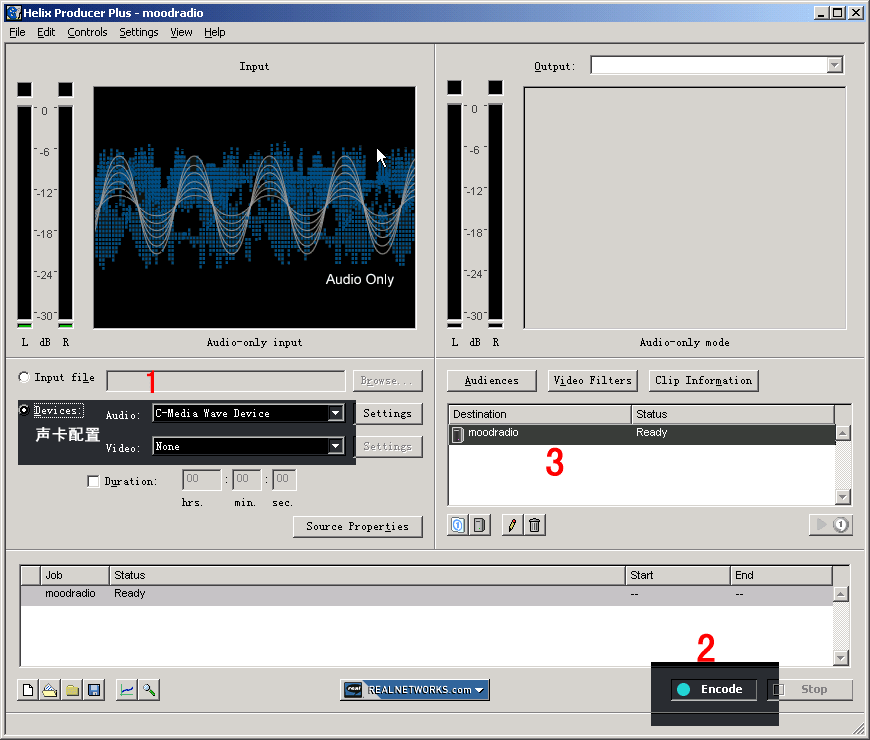 Helix Producer Plus - moodradio
File Edit Controls Settings View Help
Input
Output:
0
-6
-12
-18
-24
-30
L dB R
Audio Only
Audio-only input
0
-6
-12
-18
-24
-30
L dB R
Audio-only mode
Input file
1
Browse...
Devices:
声卡配置
Audio: C-Media Wave Device Settings
Video: None Settings
Duration: 00 : 00 : 00
hrs. min. sec.
Source Properties
Audiences Video Filters Clip Information
Destination Status
moodradio Ready
3
Job Status Start End
moodradio Ready -- --
2
real REALNETWORKS.com
Encode Stop